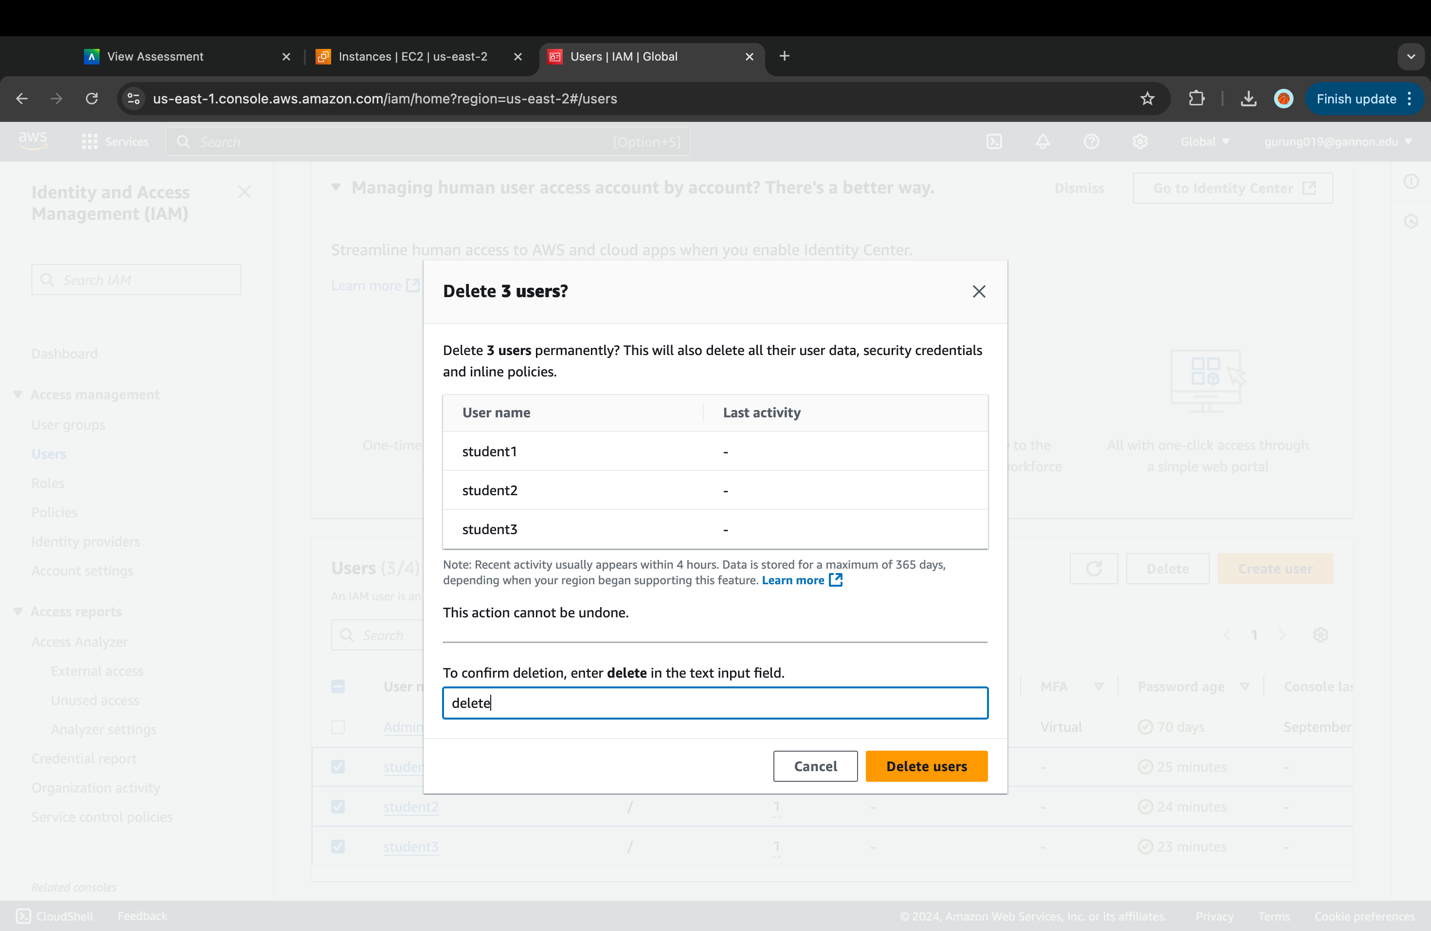 View Assessment
Instances | EC2 | us-east-2
Users | IAM | Global
us-east-1.console.aws.amazon.com/iam/home?region=us-east-2#/users
Finish update
aws
Services
Search
[Option+S]
Global
gurung019@gannon.edu
Identity and Access
Management (IAM)
Search IAM
Dashboard
Access management
User groups
Users
Roles
Policies
Identity providers
Account settings
Access reports
Access Analyzer
External access
Unused access
Analyzer settings
Credential report
Organization activity
Service control policies
Related consoles
Managing human user access account by account? There's a better way.
Dismiss
Go to Identity Center
Streamline human access to AWS and cloud apps when you enable Identity Center.
Learn more
One-time
to the
All with one-click access through
a simple web portal
Delete 3 users?
Delete 3 users permanently? This will also delete all their user data, security credentials
and inline policies.
User name Last activity
student1 -
student2 -
student3 -
Note: Recent activity usually appears within 4 hours. Data is stored for a maximum of 365 days,
depending when your region began supporting this feature. Learn more
This action cannot be undone.
To confirm deletion, enter delete in the text input field.
delete
Cancel
Delete users
Users (3/4)
Delete
Create user
An IAM user is an
Search
1
User n MFA Password age Console las
Admin Virtual 70 days September
studen - 25 minutes -
student2 / 1 - - 24 minutes -
student3 / 1 - - 23 minutes -
CloudShell
Feedback
© 2024, Amazon Web Services, Inc. or its affiliates.
Privacy
Terms
Cookie preferences